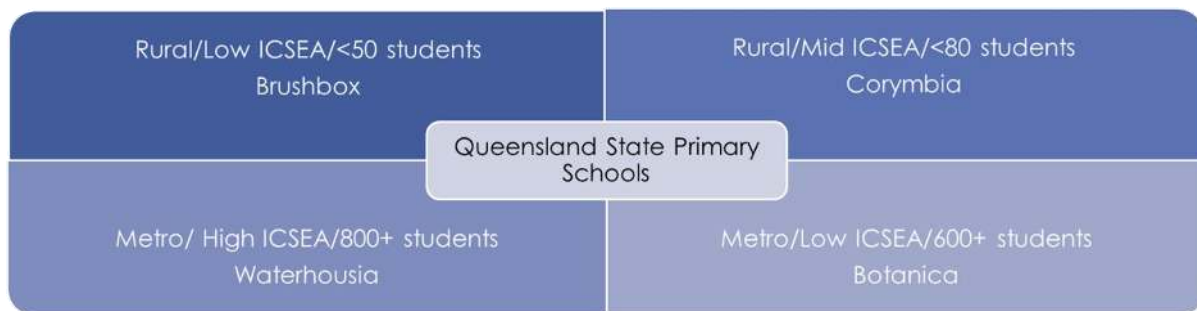 Rural/Low ICSEA/<50 students
Brushbox
Rural/Mid ICSEA/<80 students
Corymbia
Queensland State Primary
Schools
Metro/ High ICSEA/800+ students
Waterhousia
Metro/Low ICSEA/600+ students
Botanica